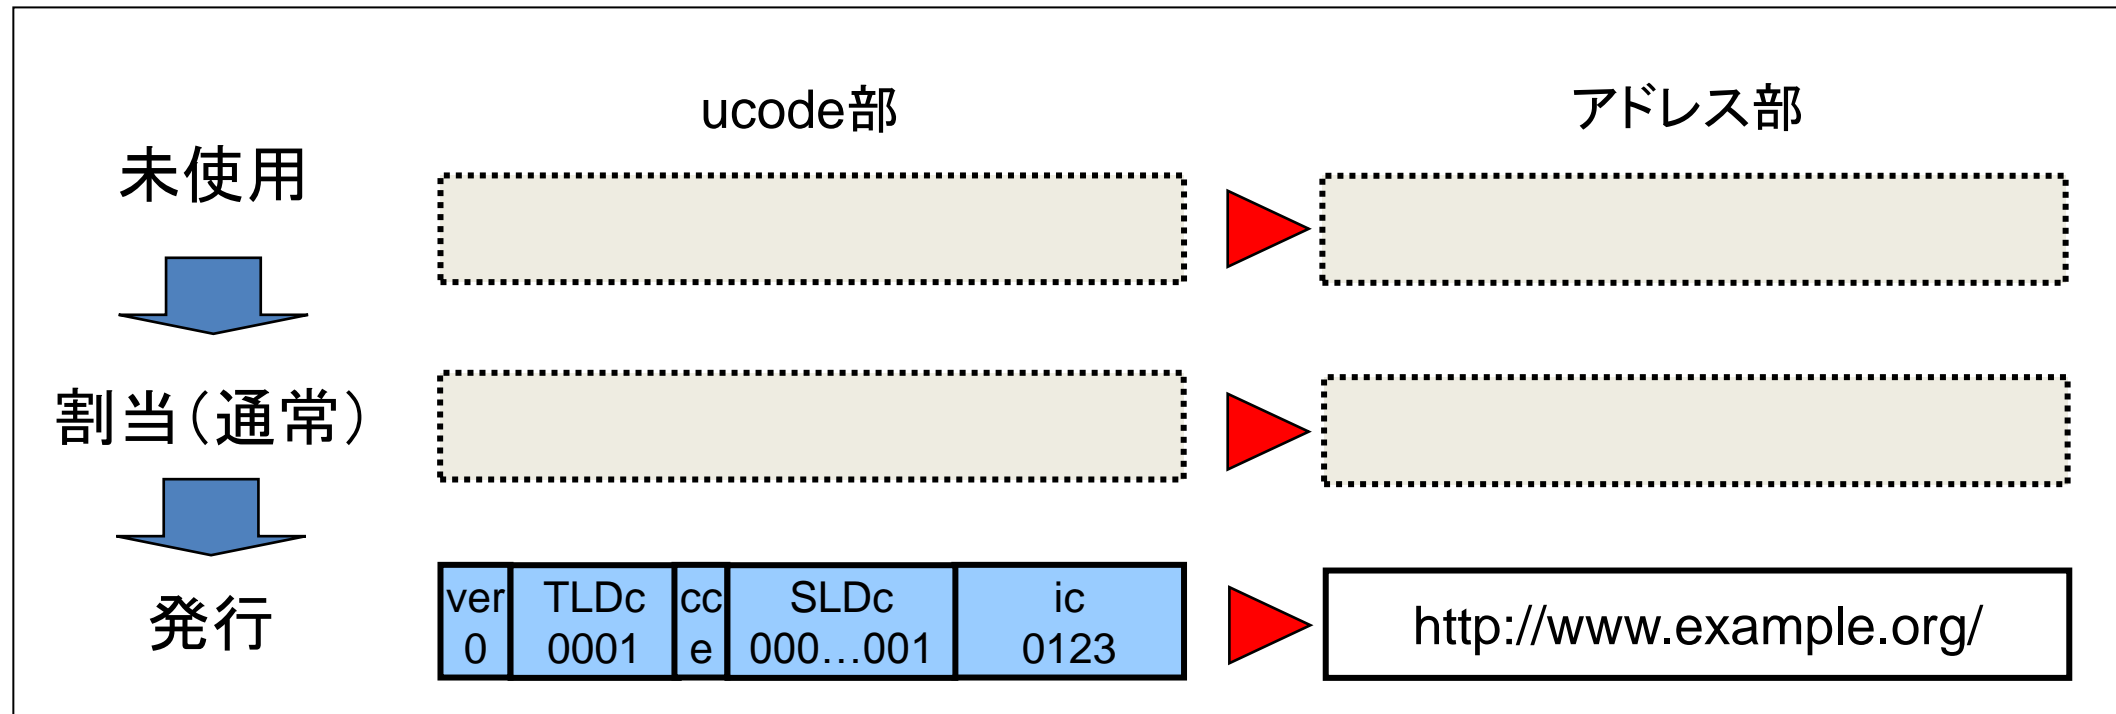 ucode部
アドレス部
未使用
割当(通常)
発行
ver TLDc cc SLDc ic
0 0001 e 000…001 0123
http://www.example.org/